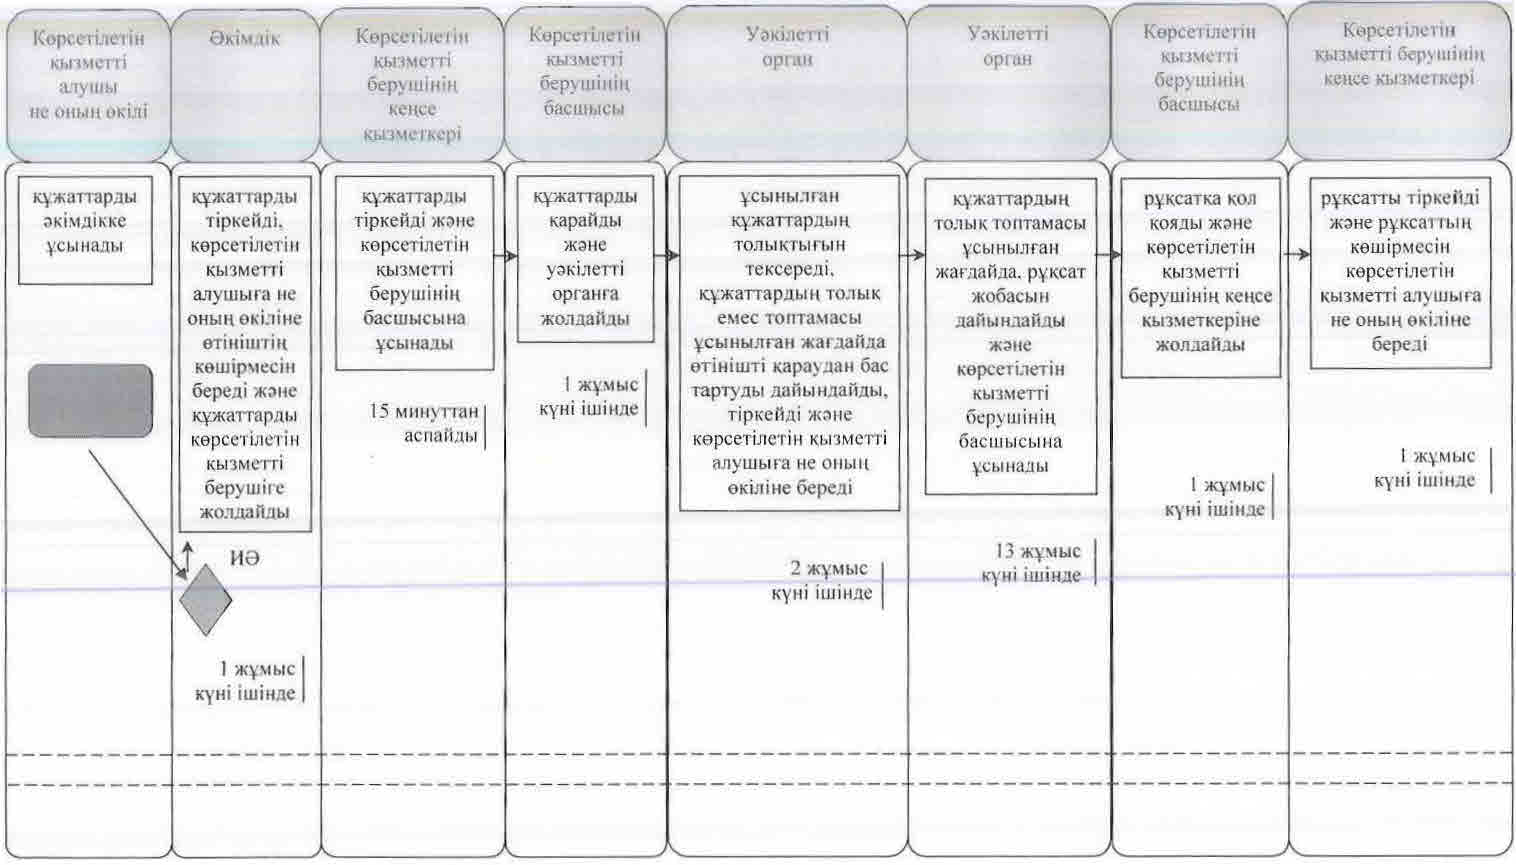 Көрсетілетін
қызметті
алушы
не оның өкілі
Әкімдік
Көрсетілетін
қызметті
берушінің
кеңсе
қызметкері
Көрсетілетін
қызметті
берушінің
басшысы
Уәкілетті
орган
Уәкілетті
орган
Көрсетілетін
қызметті
берушінің
басшысы
Көрсетілетін
қызметті берушінің
кеңсе қызметкері
құжаттарды
әкімдікке
ұсынады
құжаттарды
тіркейді,
көрсетілетін
қызметті
алушыға не
оның өкіліне
өтініштің
көшірмесін
береді және
құжаттарды
көрсетілетін
қызметті
берушіге
жолдайды
ИӘ
1 жұмыс
күні ішінде
құжаттарды
тіркейді және
көрсетілетін
қызметті
берушінің
басшысына
ұсынады
15 минуттан
аспайды
құжаттарды
қарайды
және
уәкілетті
органға
жолдайды
1 жұмыс
күні ішінде
ұсынылған
құжаттардың
толықтығын
тексереді,
құжаттардың толық
емес топтамасы
ұсынылған жағдайда
өтінішті қараудан бас
тартуды дайындайды,
тіркейді және
көрсетілетін қызметті
алушыға не оның
өкіліне береді
2 жұмыс
күні ішінде
құжаттардың
толық топтамасы
ұсынылған
жағдайда, рұқсат
жобасын
дайындайды
және
көрсетілетін
қызметті
берушінің
басшысына
ұсынады
13 жұмыс
күні ішінде
рұқсатқа қол
қояды және
көрсетілетін
қызметті
берушінің кеңсе
қызметкеріне
жолдайды
1 жұмыс
күні ішінде
рұқсатты тіркейді
және рұқсаттың
көшірмесін
көрсетілетін
қызметті алушыға
не оның өкіліне
береді
1 жұмыс
күні ішінде